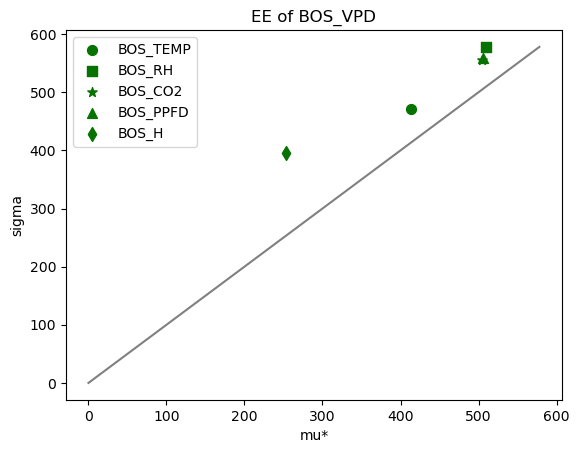 EE of BOS_VPD
BOS_TEMP
BOS_RH
BOS_CO2
BOS_PPFD
BOS_H
sigma
600
500
400
300
200
100
0
0 100 200 300 400 500 600
mu*